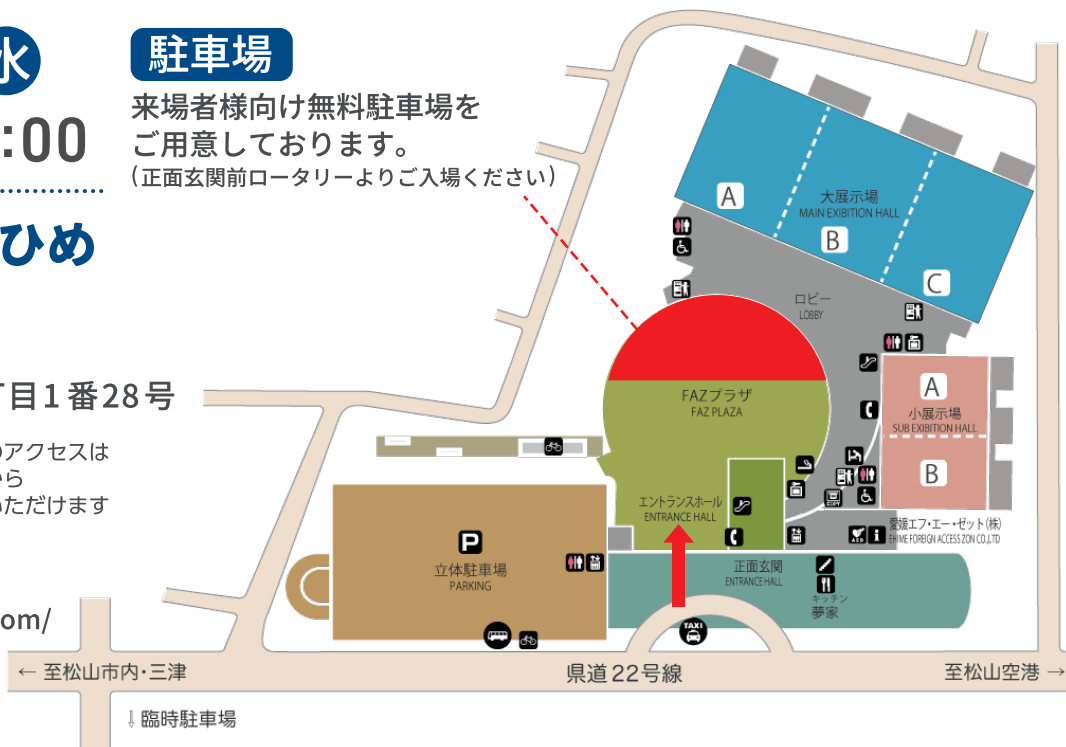 水
:00
ひめ
丁目1番28号
のアクセスは
から
いただけます
om/
駐車場
来場者様向け無料駐車場を
ご用意しております。
(正面玄関前ロータリーよりご入場ください)
A
大展示場
MAIN EXIBITION HALL
B
C
ロビー
LOBBY
FAZプラザ
FAZ PLAZA
A
小展示場
SUB EXIBITION HALL
B
エントランスホール
ENTRANCE HALL
COPY
愛媛エフ・エー・ゼット(株)
EHIME FOREIGN ACCESS ZON CO.,LTD
AED
i
P
立体駐車場
PARKING
正面玄関
ENTRANCE HALL
キッチン
夢家
TAXI
← 至松山市内・三津
県道22号線
至松山空港 →
⇩臨時駐車場